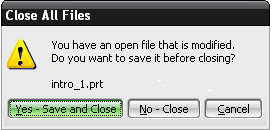 Close All Files
You have an open file that is modified.
Do you want to save it before closing?
intro_1.prt
Yes - Save and Close
No - Close
Cancel